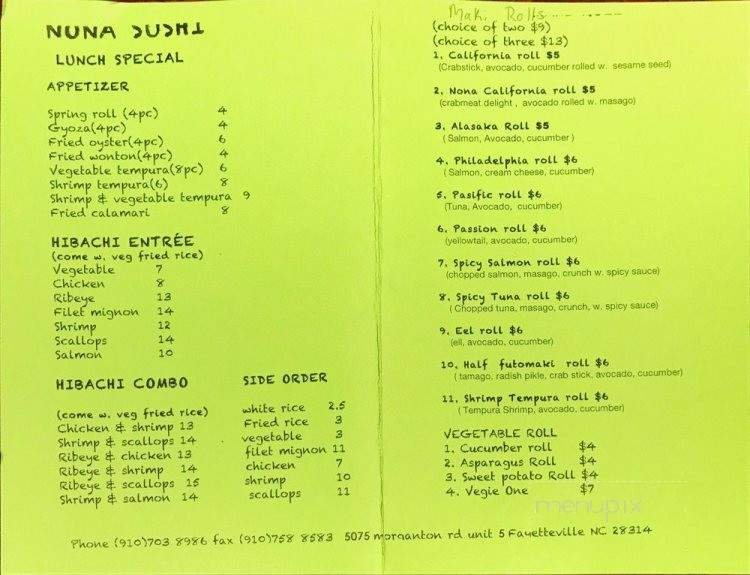 NUNA SUSHI
LUNCH SPECIAL
APPETIZER
Spring roll (4pc) 4
Gyoza(4pc) 4
Fried oyster(4pc) 6
Fried wonton(4pc) 4
Vegetable tempura(8pc) 6
Shrimp tempura(6) 8
Shrimp & vegetable tempura 9
Fried calamari 8
HIBACHI ENTRÉE
(come w. veg fried rice)
Vegetable 7
Chicken 8
Ribeye 13
Filet mignon 14
Shrimp 12
Scallops 14
Salmon 10
HIBACHI COMBO
(come w. veg fried rice)
Chicken & shrimp 13
Shrimp & scallops 14
Ribeye & chicken 13
Ribeye & shrimp 14
Ribeye & scallops 15
Shrimp & salmon 14
SIDE ORDER
white rice 2.5
Fried rice 3
vegetable 3
filet mignon 11
chicken 7
shrimp 10
scallops 11
Maki Rolls
(choice of two $9)
(choice of three $13)
1. California roll $5
(Crabstick, avocado, cucumber rolled w. sesame seed)
2. Nona California roll $5
(crabmeat delight , avocado rolled w. masago)
3. Alasaka Roll $5
( Salmon, Avocado, cucumber )
4. Philadelphia roll $6
( Salmon, cream cheese, cucumber)
5. Pasific roll $6
(Tuna, Avocado, cucumber)
6. Passion roll $6
(yellowtail, avocado, cucumber)
7. Spicy Salmon roll $6
(chopped salmon, masago, crunch w. spicy sauce)
8. Spicy Tuna roll $6
( Chopped tuna, masago, crunch, w. spicy sauce)
9. Eel roll $6
(ell, avocado, cucumber)
10. Half futomaki roll $6
( tamago, radish pikle, crab stick, avocado, cucumber)
11. Shrimp Tempura roll $6
( Tempura Shrimp, avocado, cucumber)
VEGETABLE ROLL
1. Cucumber roll $4
2. Asparagus Roll $4
3. Sweet potato Roll $4
4. Vegie One $7
menupix
Phone (910)703 8986 fax (910)758 8583 5075 morganton rd unit 5 Fayetteville NC 28314